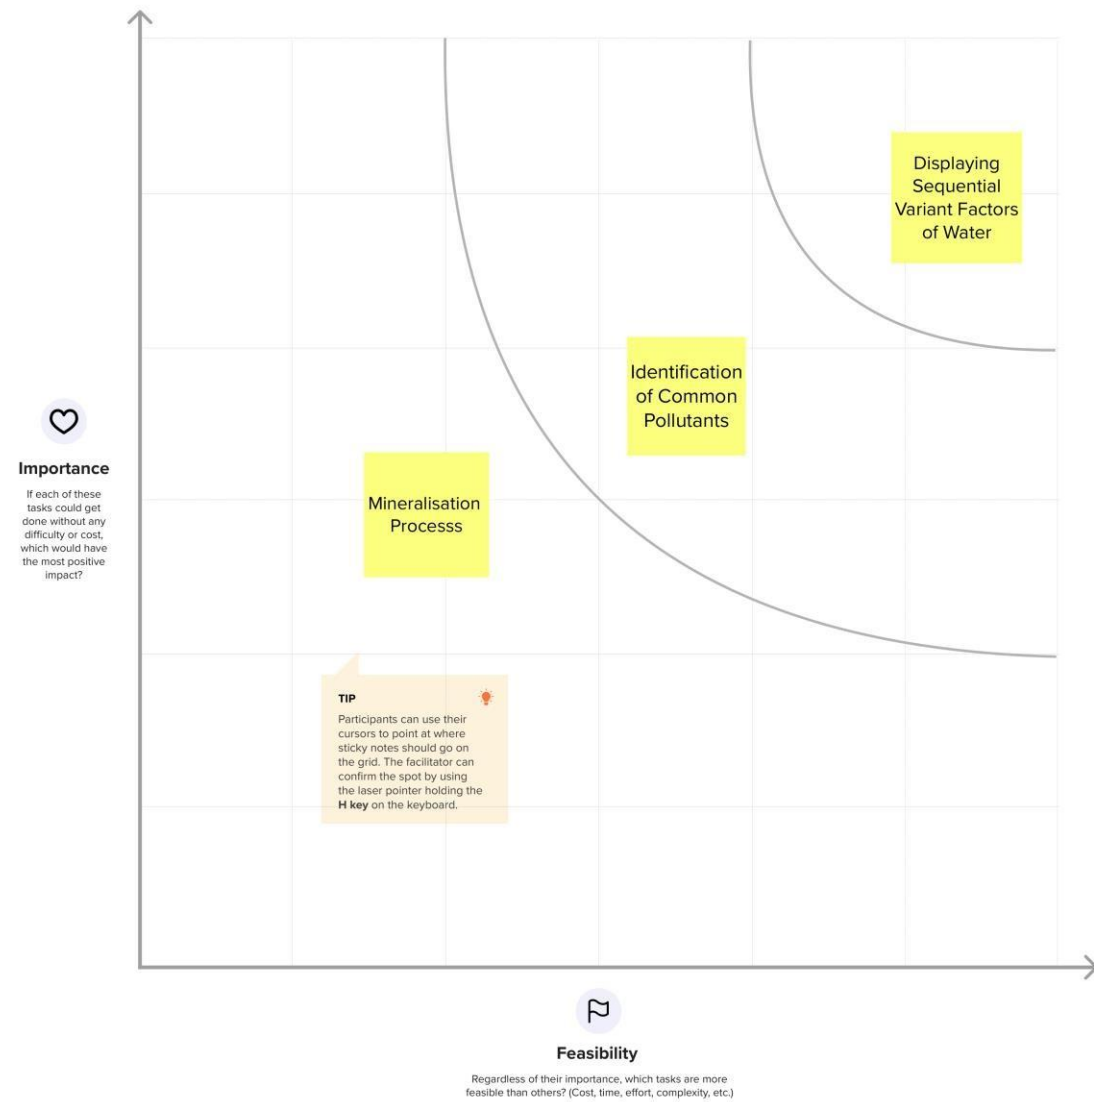 Displaying
Sequential
Variant Factors
of Water
Identification
of Common
Pollutants
Mineralisation
Processs
Importance
If each of these
tasks could get
done without any
difficulty or cost,
which would have
the most positive
impact?
TIP
Participants can use their
cursors to point at where
sticky notes should go on
the grid. The facilitator can
confirm the spot by using
the laser pointer holding the
H key on the keyboard.
Feasibility
Regardless of their importance, which tasks are more
feasible than others? (Cost, time, effort, complexity, etc.)